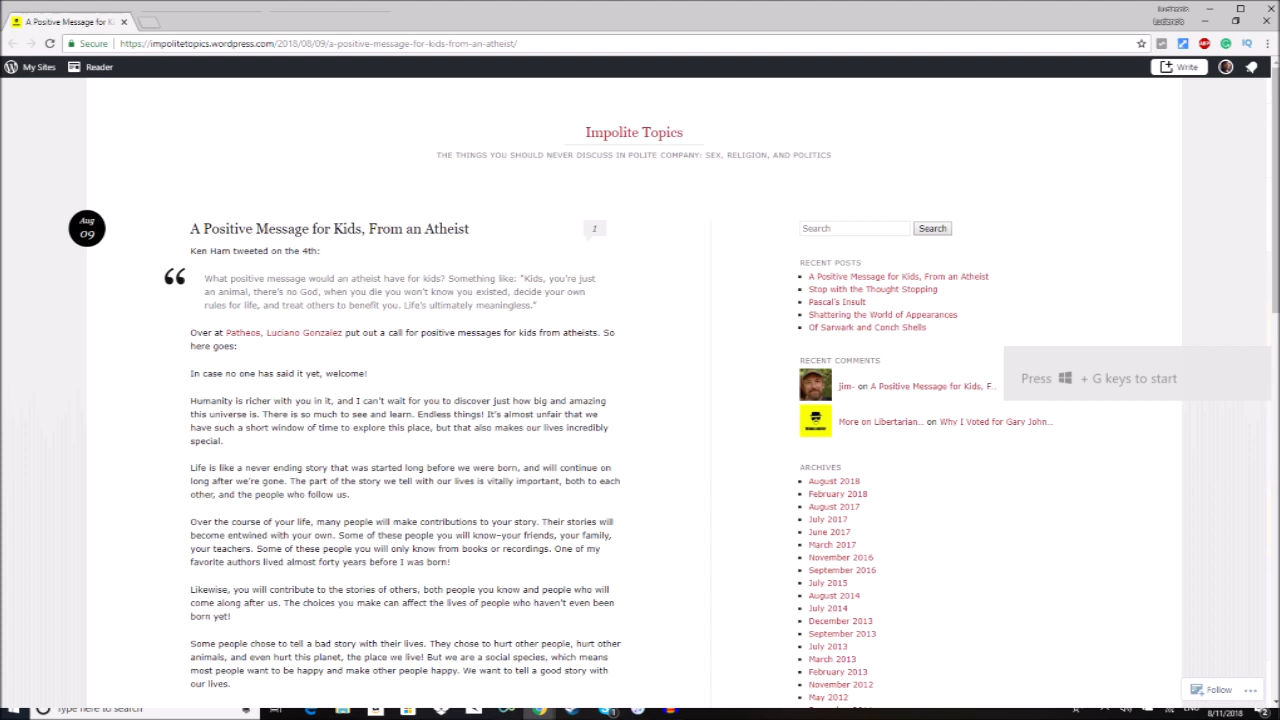 A Positive Message for K
Secure
https://impolitetopics.wordpress.com/2018/08/09/a-positive-message-for-kids-from-an-atheist/
My Sites
Reader
Write
Impolite Topics
THE THINGS YOU SHOULD NEVER DISCUSS IN POLITE COMPANY: SEX, RELIGION, AND POLITICS
Aug
09
A Positive Message for Kids, From an Atheist
1
Ken Ham tweeted on the 4th:
“
What positive message would an atheist have for kids? Something like: "Kids, you're just
an animal, there's no God, when you die you won't know you existed, decide your own
rules for life, and treat others to benefit you. Life's ultimately meaningless."
Over at Patheos, Luciano Gonzalez put out a call for positive messages for kids from atheists. So
here goes:
In case no one has said it yet, welcome!
Humanity is richer with you in it, and I can't wait for you to discover just how big and amazing
this universe is. There is so much to see and learn. Endless things! It's almost unfair that we
have such a short window of time to explore this place, but that also makes our lives incredibly
special.
Life is like a never ending story that was started long before we were born, and will continue on
long after we're gone. The part of the story we tell with our lives is vitally important, both to each
other, and the people who follow us.
Over the course of your life, many people will make contributions to your story. Their stories will
become entwined with your own. Some of these people you will know–your friends, your family,
your teachers. Some of these people you will only know from books or recordings. One of my
favorite authors lived almost forty years before I was born!
Likewise, you will contribute to the stories of others, both people you know and people who will
come along after us. The choices you make can affect the lives of people who haven't even been
born yet!
Some people chose to tell a bad story with their lives. They chose to hurt other people, hurt other
animals, and even hurt this planet, the place we live! But we are a social species, which means
most people want to be happy and make other people happy. We want to tell a good story with
our lives.
Search
Search
RECENT POSTS
A Positive Message for Kids, From an Atheist
Stop with the Thought Stopping
Pascal's Insult
Shattering the World of Appearances
Of Sarwark and Conch Shells
RECENT COMMENTS
Press + G keys to start
Jim- on A Positive Message for Kids, F...
More on Libertarian... on Why I Voted for Gary John...
ARCHIVES
August 2018
February 2018
August 2017
July 2017
June 2017
March 2017
November 2016
September 2016
July 2015
August 2014
July 2014
December 2013
September 2013
July 2013
March 2013
February 2013
November 2012
May 2012
Follow
Type here to search
8/11/2018